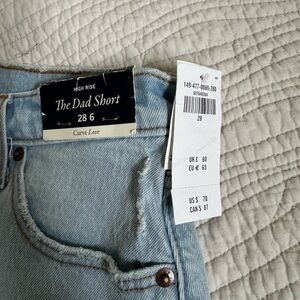 HIGH RISE
The Dad Short
28 6
Curve Love
149-477-0086-280
28
UK £ 60
EU € 65
US $ 70
CAN $ 87